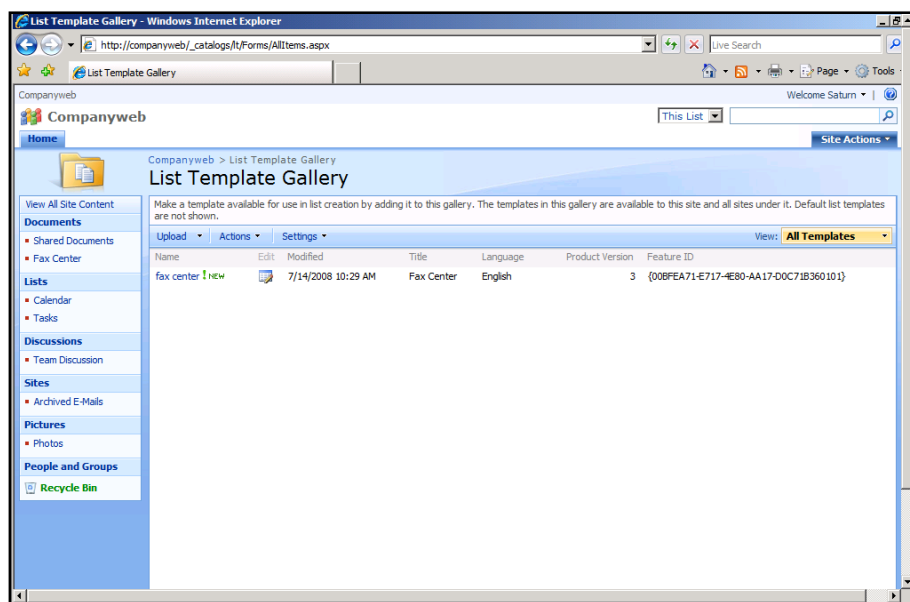 List Template Gallery - Windows Internet Explorer
http://companyweb/_catalogs/lt/Forms/AllItems.aspx
Live Search
List Template Gallery
Page
Tools
Companyweb
Welcome Saturn
Companyweb
This List
Home
Site Actions
Companyweb > List Template Gallery
List Template Gallery
View All Site Content
Documents
Shared Documents
Fax Center
Lists
Calendar
Tasks
Discussions
Team Discussion
Sites
Archived E-Mails
Pictures
Photos
People and Groups
Recycle Bin
Make a template available for use in list creation by adding it to this gallery. The templates in this gallery are available to this site and all sites under it. Default list templates
are not shown.
Upload Actions Settings View: All Templates
Name Edit Modified Title Language Product Version Feature ID
fax center ! NEW 7/14/2008 10:29 AM Fax Center English 3 {00BFEA71-E717-4E80-AA17-D0C71B360101}